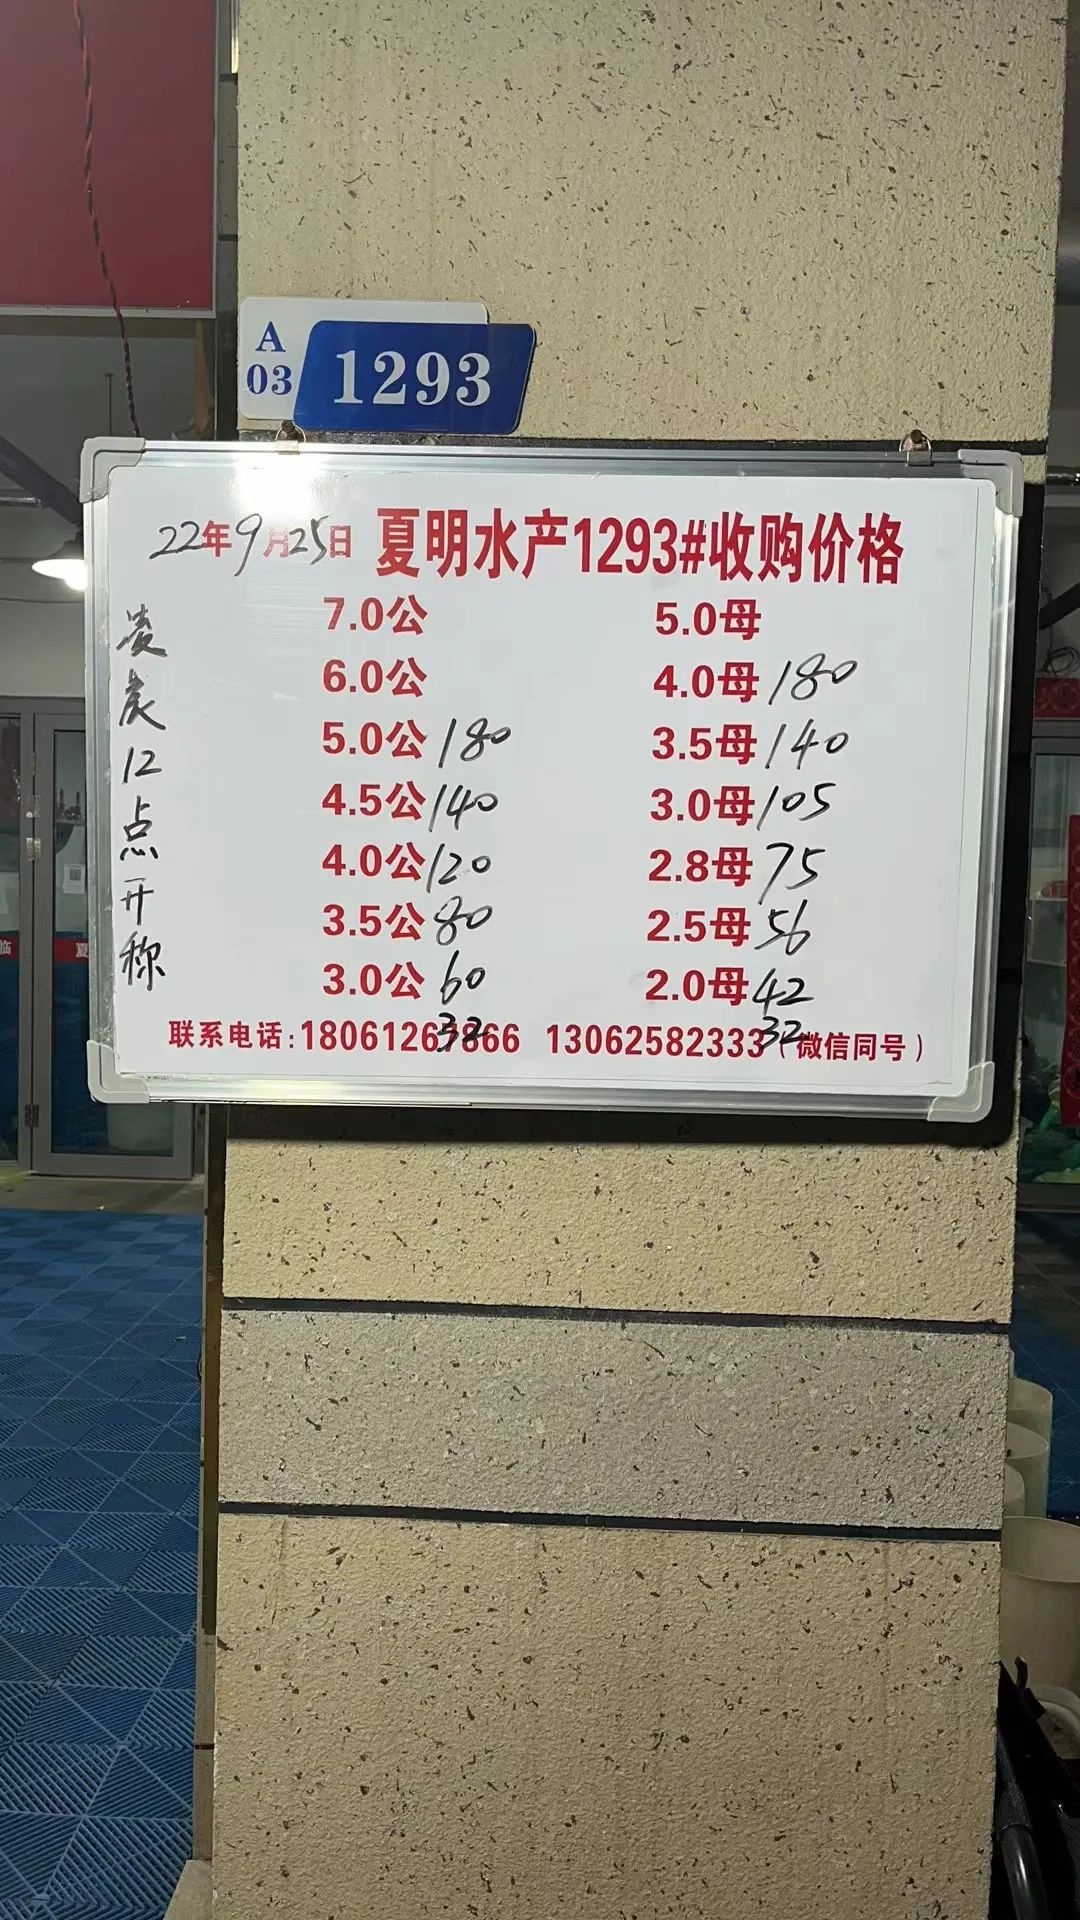 A
03
1293
22年9月25日 夏明水产1293#收购价格
凌晨12点开称
7.0公 5.0母
6.0公 4.0母180
5.0公180 3.5母140
4.5公140 3.0母105
4.0公120 2.8母75
3.5公80 2.5母56
3.0公60 2.0母42
32 32
联系电话:18061267866 13062582333（微信同号）
临
夏